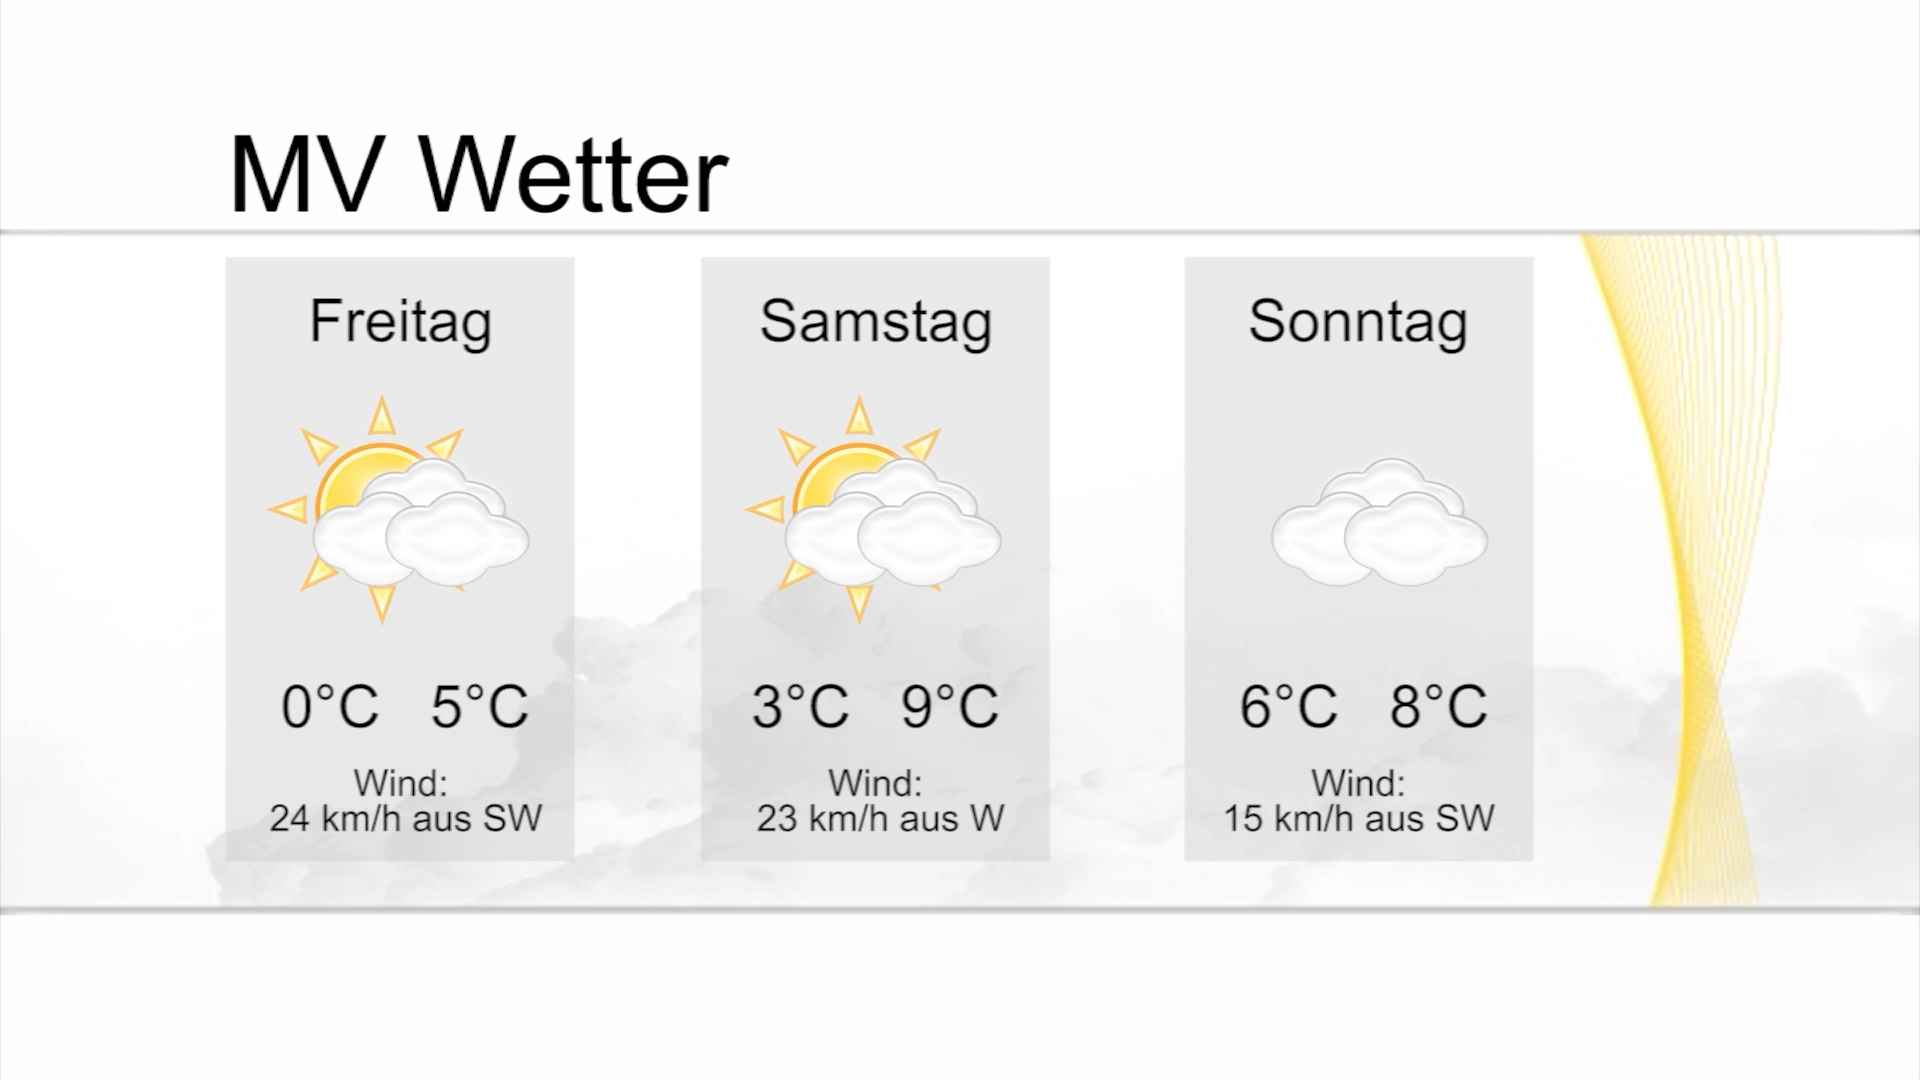 MV Wetter
Freitag
0°C 5°C
Wind:
24 km/h aus SW
Samstag
3°C 9°C
Wind:
23 km/h aus W
Sonntag
6°C 8°C
Wind:
15 km/h aus SW